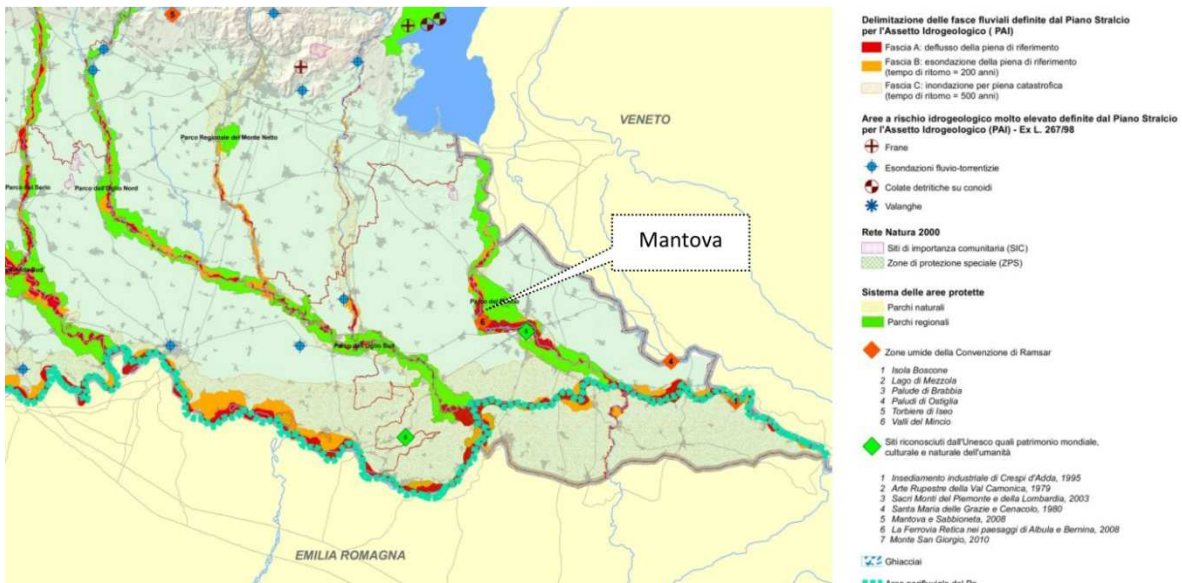 Parco Regionale del Monte Netto
VENETO
Parco del Serio
Parco dell'Oglio Nord
Mantova
Parco del Mincio
Parco dell'Oglio Sud
EMILIA ROMAGNA
Delimitazione delle fasce fluviali definite dal Piano Stralcio
per l'Assetto Idrogeologico ( PAI)
Fascia A: deflusso della piena di riferimento
Fascia B: esondazione della piena di riferimento
(tempo di ritorno = 200 anni)
Fascia C: inondazione per piena catastrofica
(tempo di ritorno = 500 anni)
Aree a rischio idrogeologico molto elevato definite dal Piano Stralcio
per l'Assetto Idrogeologico (PAI) - Ex L. 267/98
Frane
Esondazioni fluvio-torrentizie
Colate detritiche su conoidi
Valanghe
Rete Natura 2000
Siti di importanza comunitaria (SIC)
Zone di protezione speciale (ZPS)
Sistema delle aree protette
Parchi naturali
Parchi regionali
Zone umide della Convenzione di Ramsar
1 Isola Boscone
2 Lago di Mezzola
3 Palude di Brabbia
4 Paludi di Ostiglia
5 Torbiere di Iseo
6 Valli del Mincio
Siti riconosciuti dall'Unesco quali patrimonio mondiale,
culturale e naturale dell'umanità
1 Insediamento industriale di Crespi d'Adda, 1995
2 Arte Rupestre della Val Camonica, 1979
3 Sacri Monti del Piemonte e della Lombardia, 2003
4 Santa Maria delle Grazie e Cenacolo, 1980
5 Mantova e Sabbioneta, 2008
6 La Ferrovia Retica nei paesaggi di Albula e Bernina, 2008
7 Monte San Giorgio, 2010
Ghiacciai